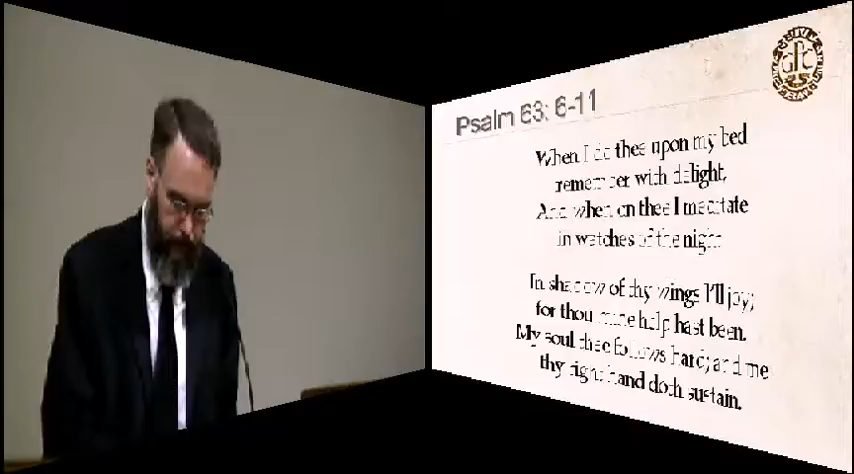 Psalm 63: 6-11
When I do thee upon my bed
remember with delight,
And when on thee I meditate
in watches of the night.
In shadow of thy wings I'll joy;
for thou mine help hast been.
My soul thee follows hard; and me
thy right hand doth sustain.
GPC